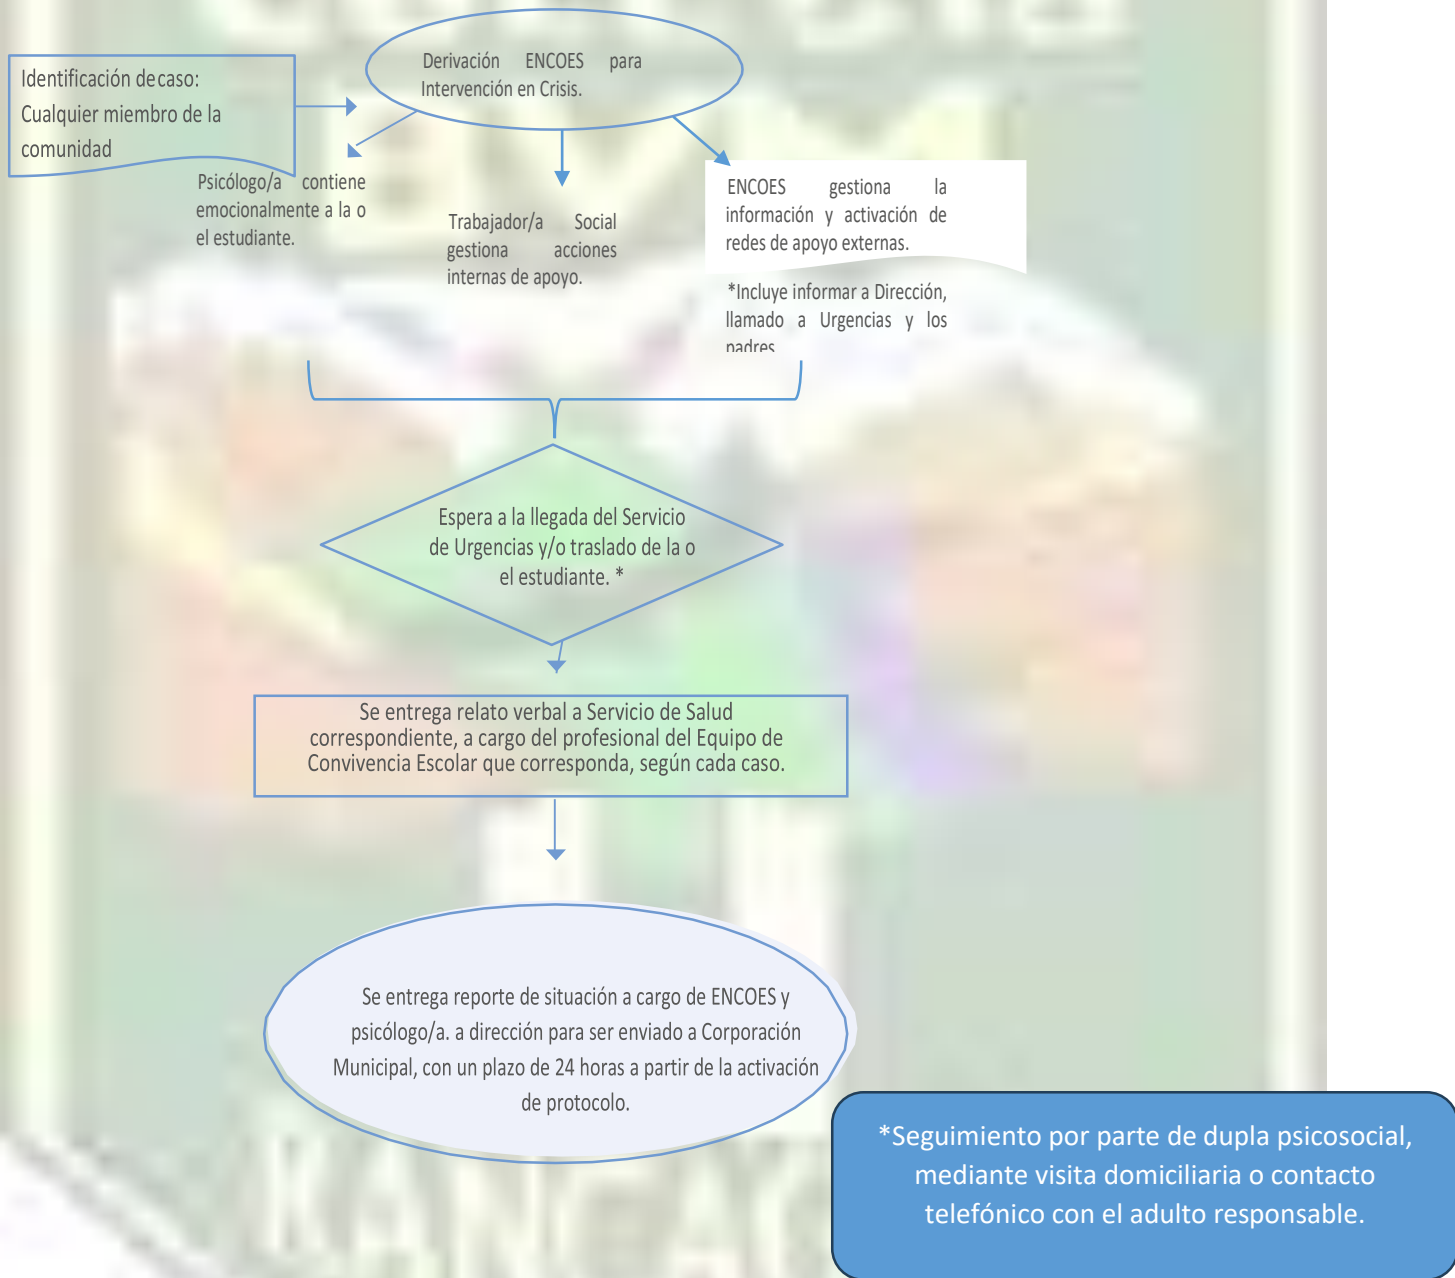 Identificación de caso:
Cualquier miembro de la
comunidad
Derivación ENCOES para
Intervención en Crisis.
Psicólogo/a contiene
emocionalmente a la o
el estudiante.
Trabajador/a Social
gestiona acciones
internas de apoyo.
ENCOES gestiona la
información y activación de
redes de apoyo externas.
*Incluye informar a Dirección,
llamado a Urgencias y los
padres
Espera a la llegada del Servicio
de Urgencias y/o traslado de la o
el estudiante. *
Se entrega relato verbal a Servicio de Salud
correspondiente, a cargo del profesional del Equipo de
Convivencia Escolar que corresponda, según cada caso.
Se entrega reporte de situación a cargo de ENCOES y
psicólogo/a. a dirección para ser enviado a Corporación
Municipal, con un plazo de 24 horas a partir de la activación
de protocolo.
*Seguimiento por parte de dupla psicosocial,
mediante visita domiciliaria o contacto
telefónico con el adulto responsable.